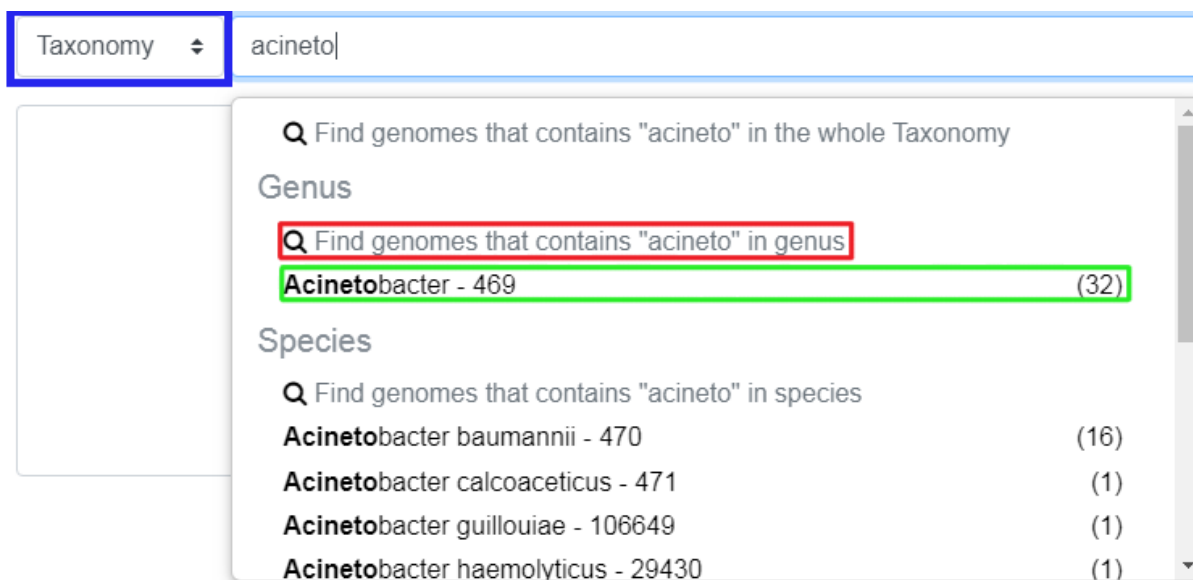 Taxonomy acineto
Find genomes that contains "acineto" in the whole Taxonomy
Genus
Find genomes that contains "acineto" in genus
Acinetobacter - 469 (32)
Species
Find genomes that contains "acineto" in species
Acinetobacter baumannii - 470 (16)
Acinetobacter calcoaceticus - 471 (1)
Acinetobacter guillouiae - 106649 (1)
Acinetobacter haemolyticus - 29430 (1)